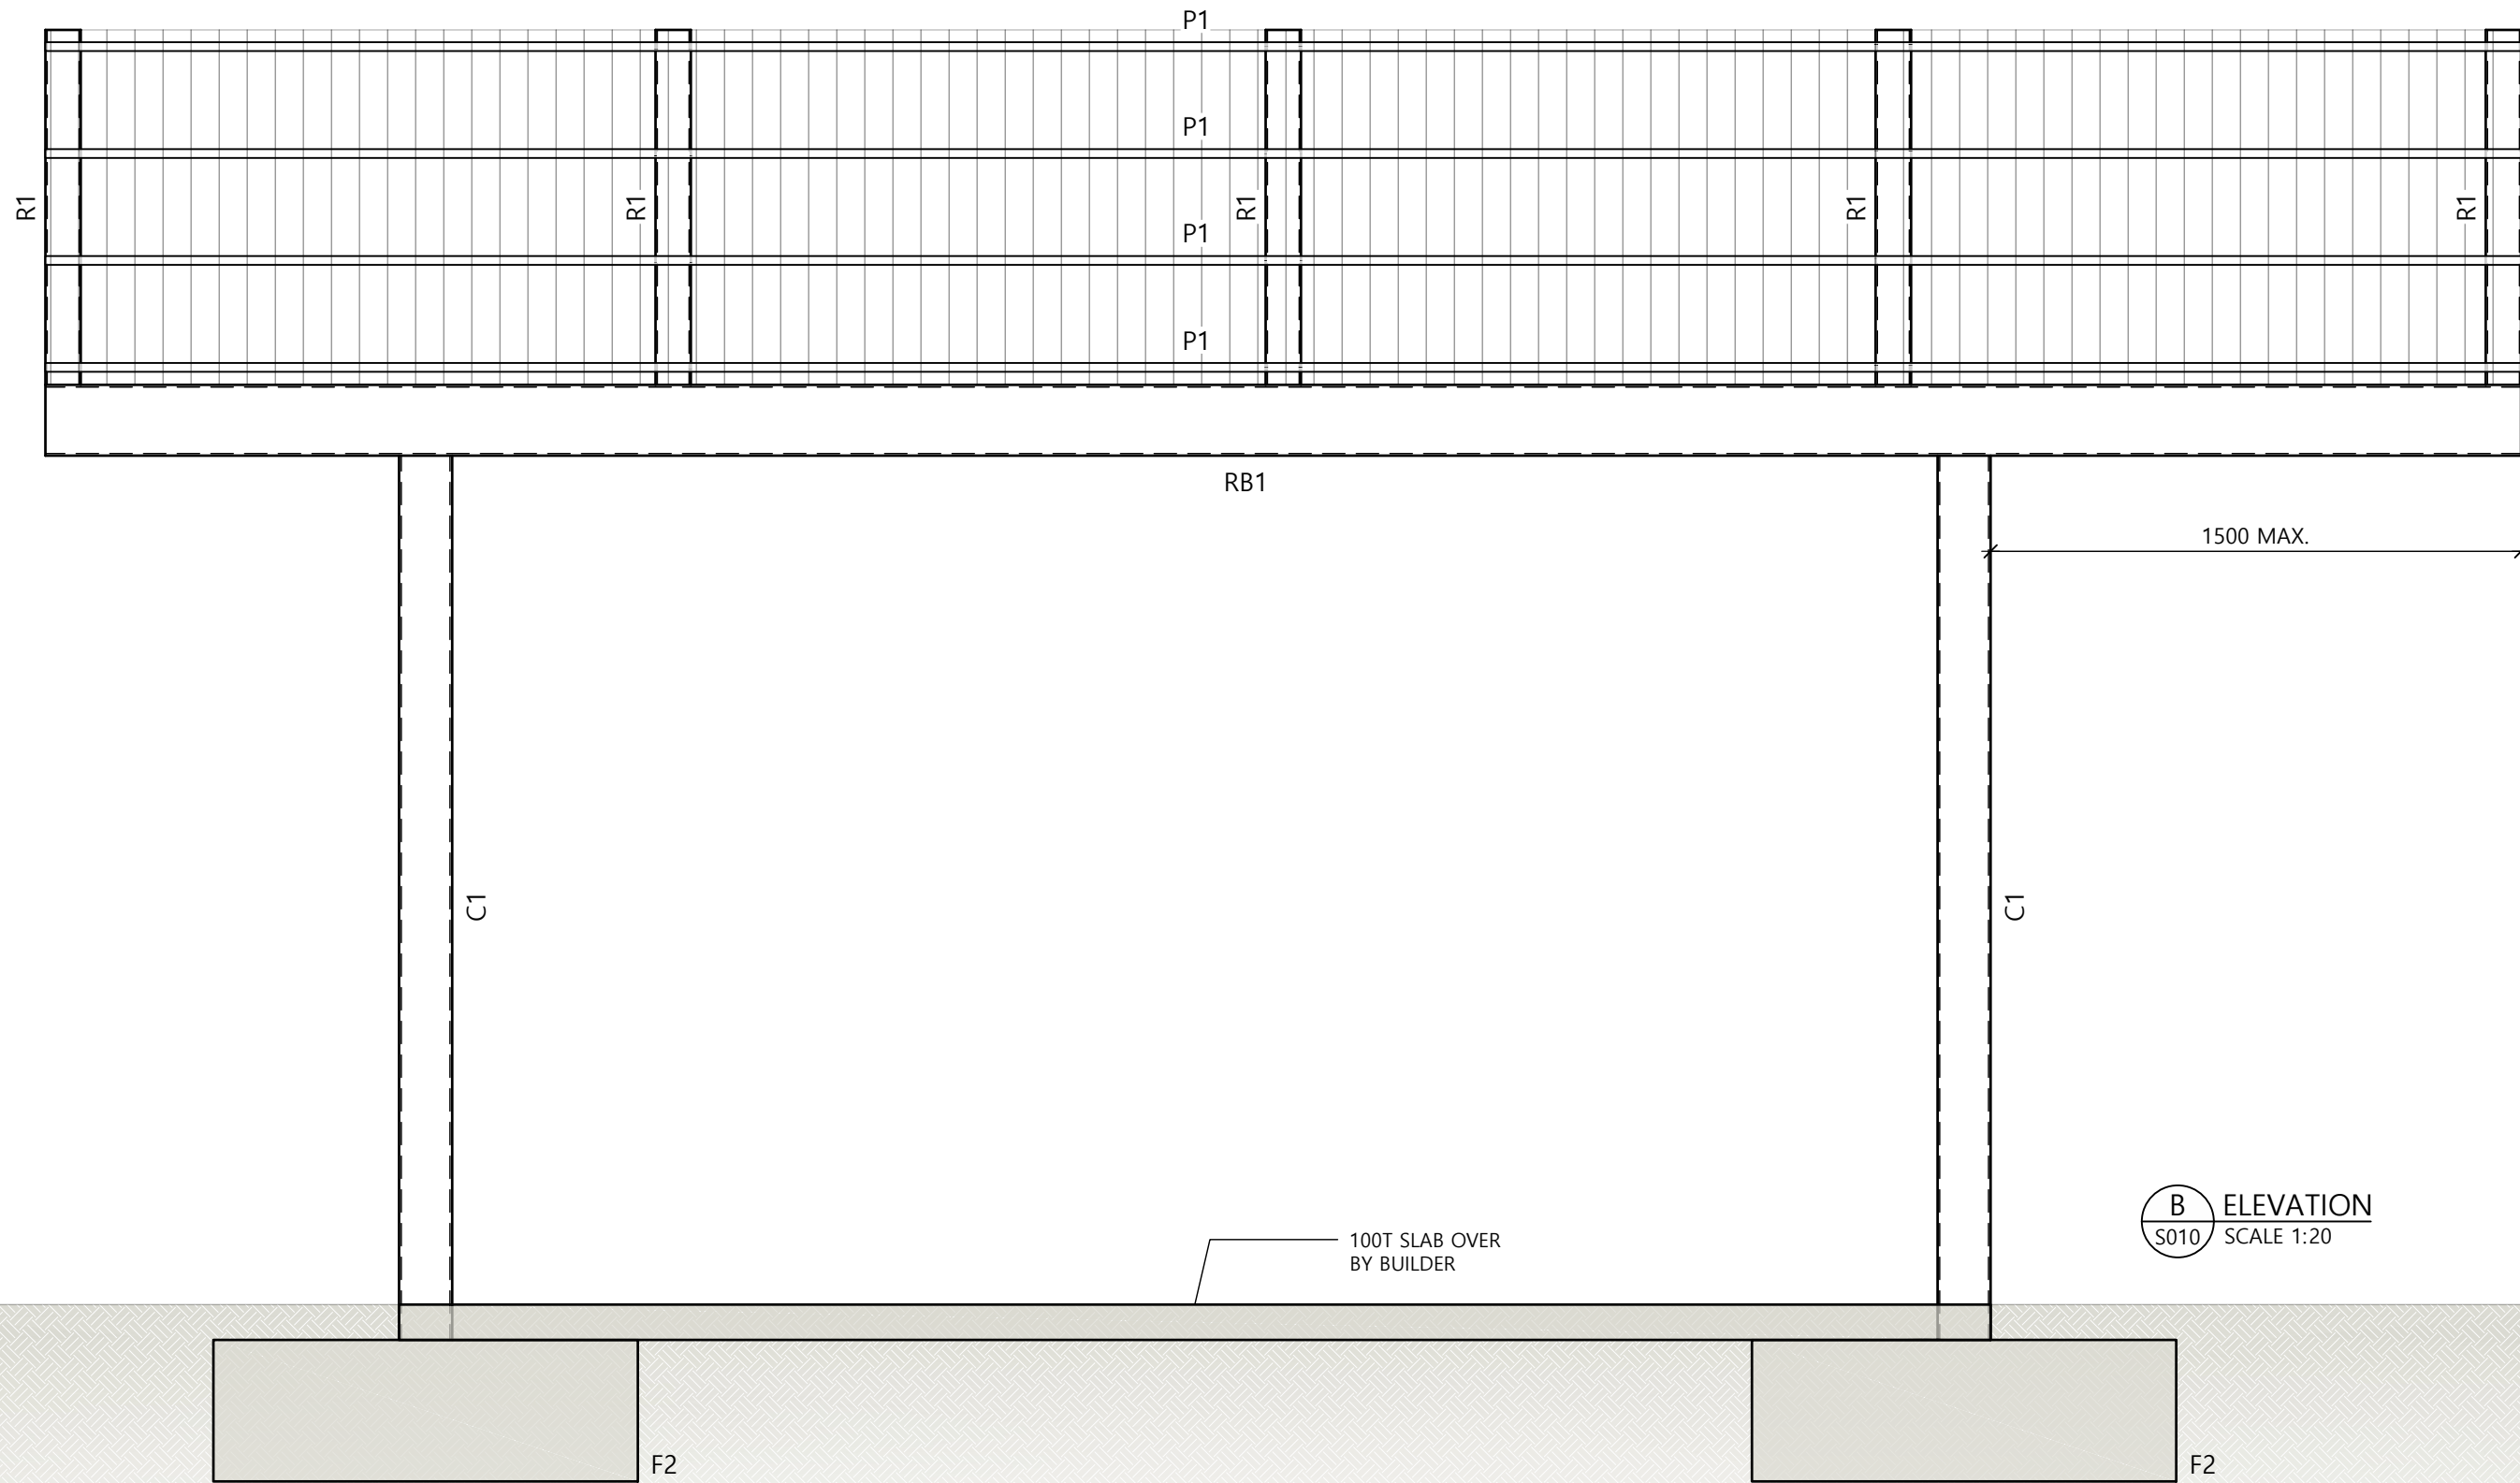 P1
P1
R1
R1
R1
R1
R1
P1
P1
RB1
1500 MAX.
C1
C1
B
ELEVATION
S010
SCALE 1:20
100T SLAB OVER
BY BUILDER
F2
F2